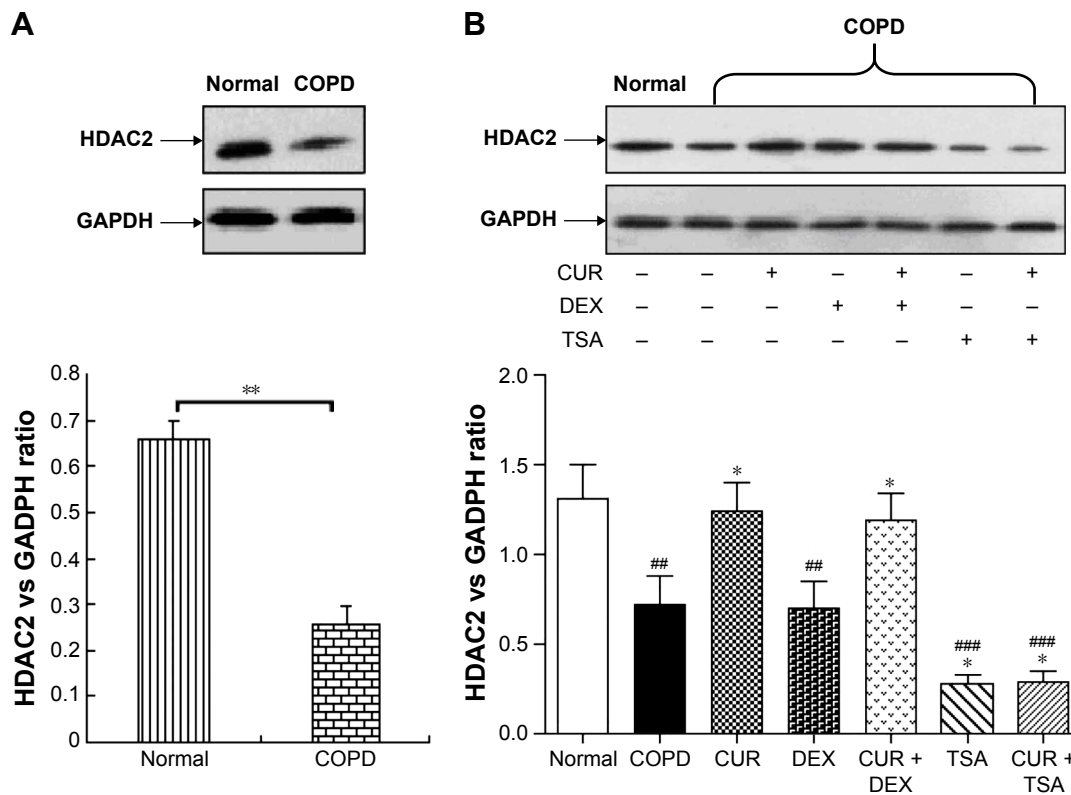 A
Normal COPD
HDAC2
GAPDH
0.8
0.7
0.6
0.5
0.4
0.3
0.2
0.1
0
HDAC2 vs GADPH ratio
**
Normal COPD
B
COPD
Normal
HDAC2
GAPDH
CUR – – + – + – +
DEX – – – + + – –
TSA – – – – – + +
2.0
1.5
1.0
0.5
0.0
HDAC2 vs GADPH ratio
## * ## * ### * ### *
Normal COPD CUR DEX CUR + DEX TSA CUR + TSA